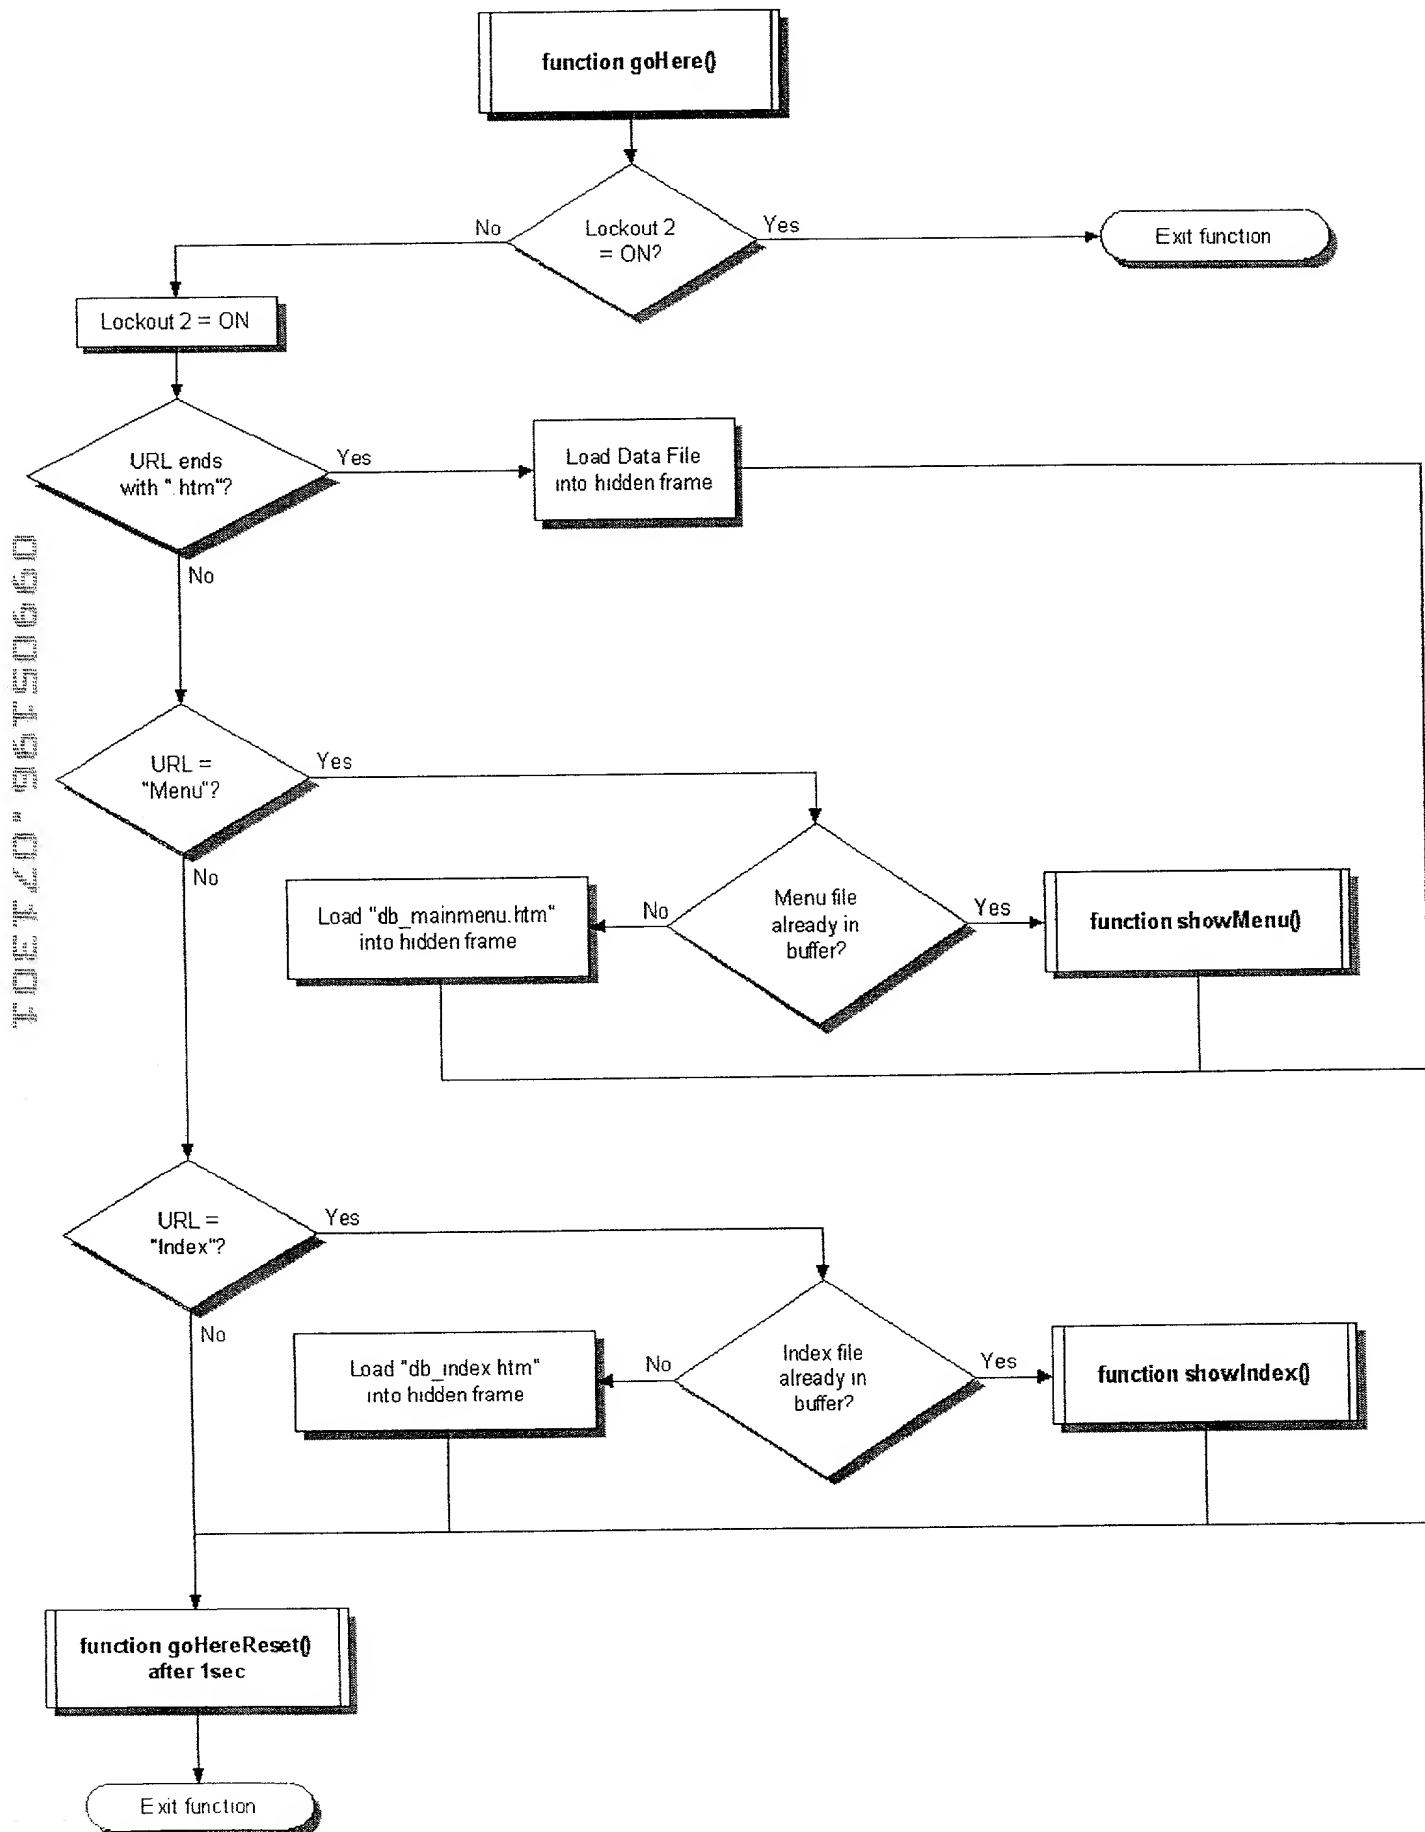 function goHere()
No
Lockout 2
= ON?
Yes
Exit function
Lockout 2 = ON
URL ends
with ".htm"?
Yes
Load Data File
into hidden frame
No
URL =
"Menu"?
Yes
No
Load "db_mainmenu.htm"
into hidden frame
No
Menu file
already in
buffer?
Yes
function showMenu()
URL =
"Index"?
Yes
No
Load "db_index htm"
into hidden frame
No
Index file
already in
buffer?
Yes
function showIndex()
function goHereReset()
after 1sec
Exit function